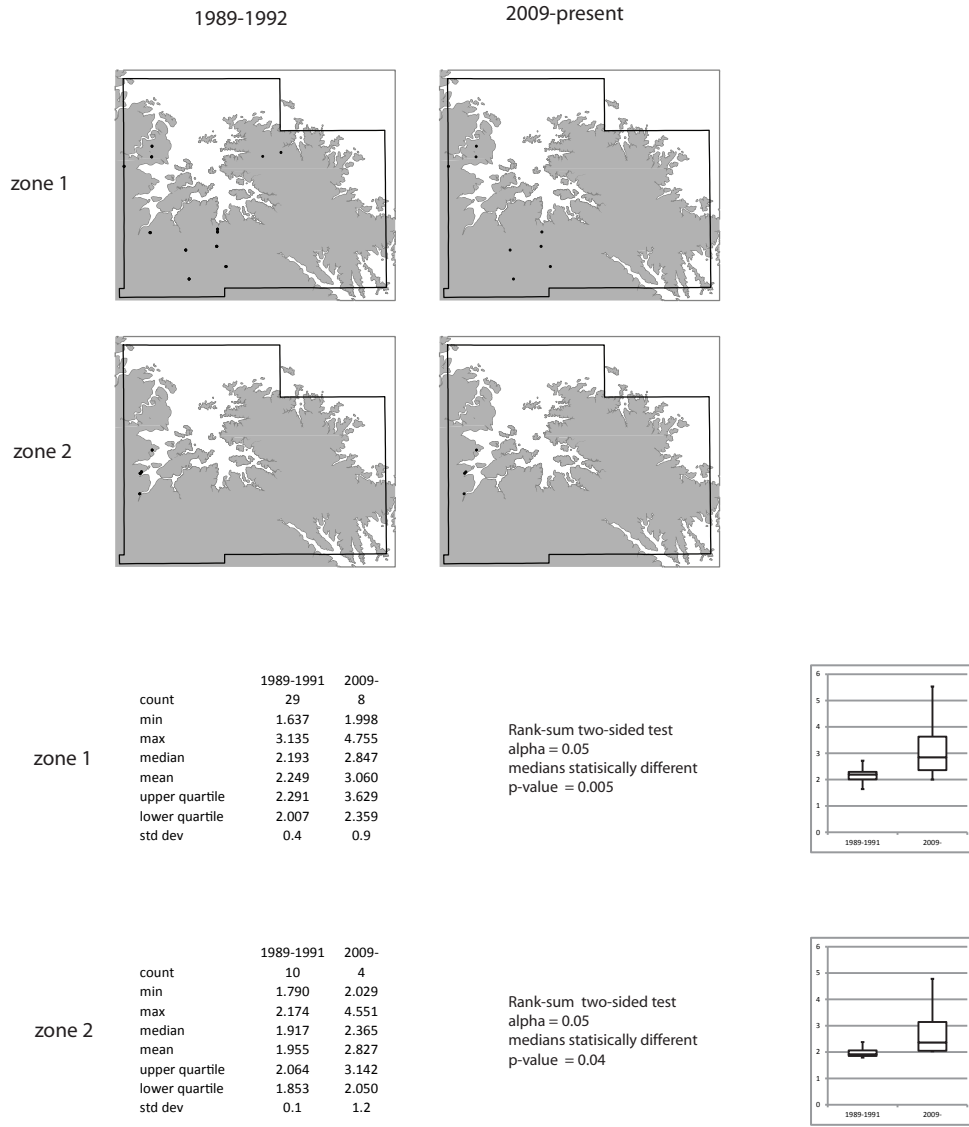 1989-1992 2009-present
zone 1
zone 2
zone 1
1989-1991 2009-
count 29 8
min 1.637 1.998
max 3.135 4.755
median 2.193 2.847
mean 2.249 3.060
upper quartile 2.291 3.629
lower quartile 2.007 2.359
std dev 0.4 0.9
Rank-sum two-sided test
alpha = 0.05
medians statisically different
p-value = 0.005
6
5
4
3
2
1
0
1989-1991 2009-
zone 2
1989-1991 2009-
count 10 4
min 1.790 2.029
max 2.174 4.551
median 1.917 2.365
mean 1.955 2.827
upper quartile 2.064 3.142
lower quartile 1.853 2.050
std dev 0.1 1.2
Rank-sum two-sided test
alpha = 0.05
medians statisically different
p-value = 0.04
6
5
4
3
2
1
0
1989-1991 2009-